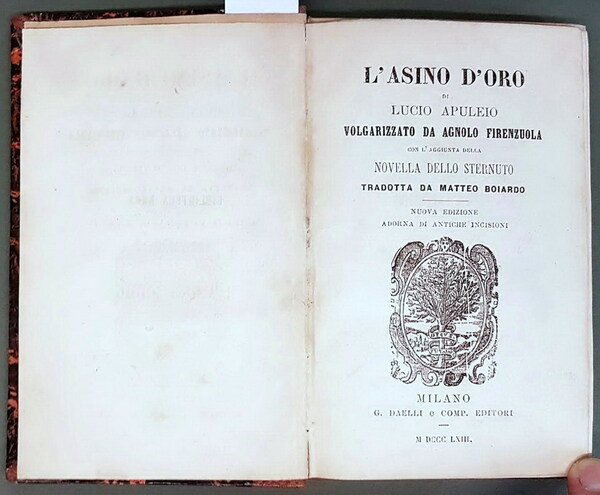 L'ASINO D'ORO
DI
LUCIO APULEIO
VOLGARIZZATO DA AGNOLO FIRENZUOLA
CON L'AGGIUNTA DELLA
NOVELLA DELLO STERNUTO
TRADOTTA DA MATTEO BOIARDO
NUOVA EDIZIONE
ADORNA DI ANTICHE INCISIONI
MILANO
G. DAELLI e COMP. EDITORI
M DCCC LXIII.